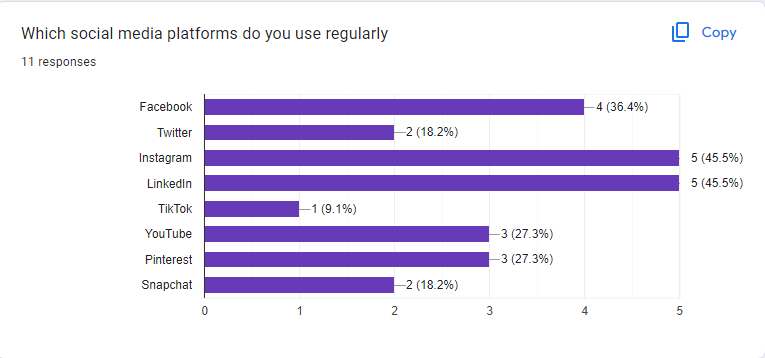 Which social media platforms do you use regularly
Copy
11 responses
Facebook 4 (36.4%)
Twitter 2 (18.2%)
Instagram 5 (45.5%)
LinkedIn 5 (45.5%)
TikTok 1 (9.1%)
YouTube 3 (27.3%)
Pinterest 3 (27.3%)
Snapchat 2 (18.2%)
0 1 2 3 4 5